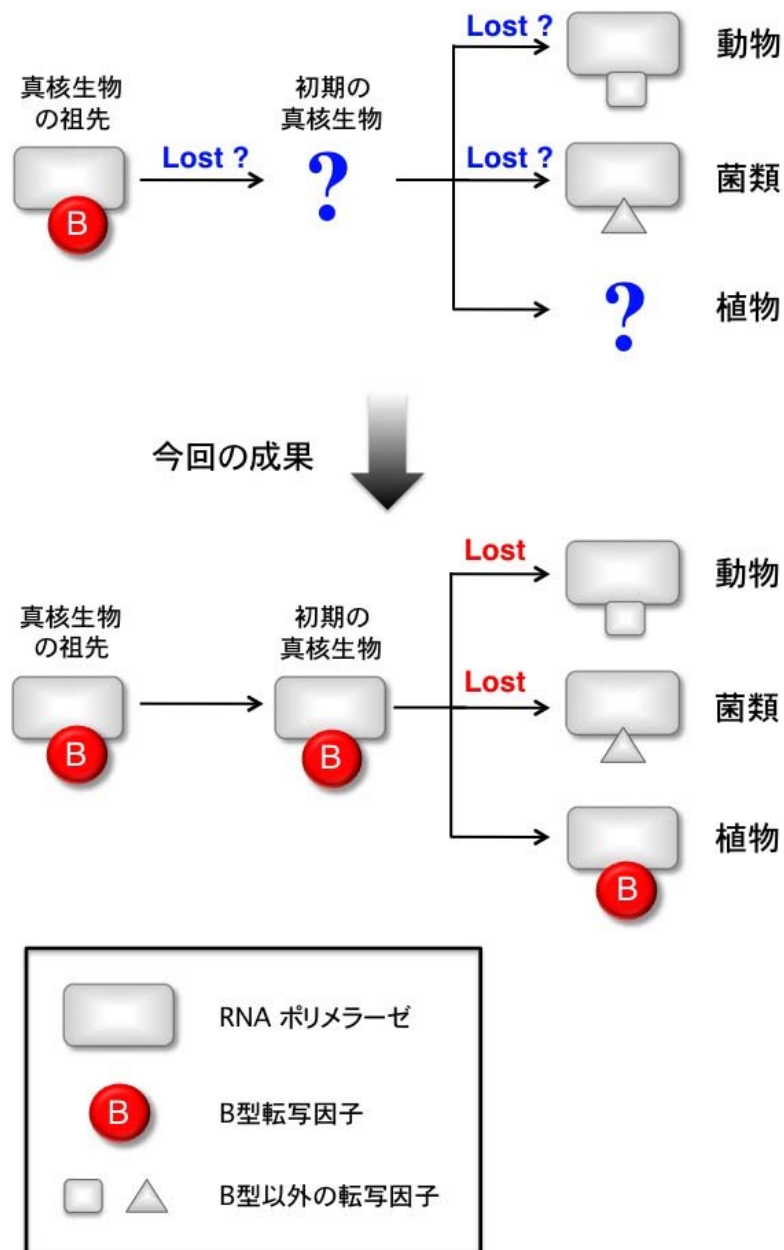 Lost ?
動物
真核生物
の祖先
初期の
真核生物
B
Lost ?
?
Lost ?
菌類
?
植物
今回の成果
Lost
動物
真核生物
の祖先
初期の
真核生物
B
B
Lost
菌類
植物
B
RNA ポリメラーゼ
B
B型転写因子
B型以外の転写因子